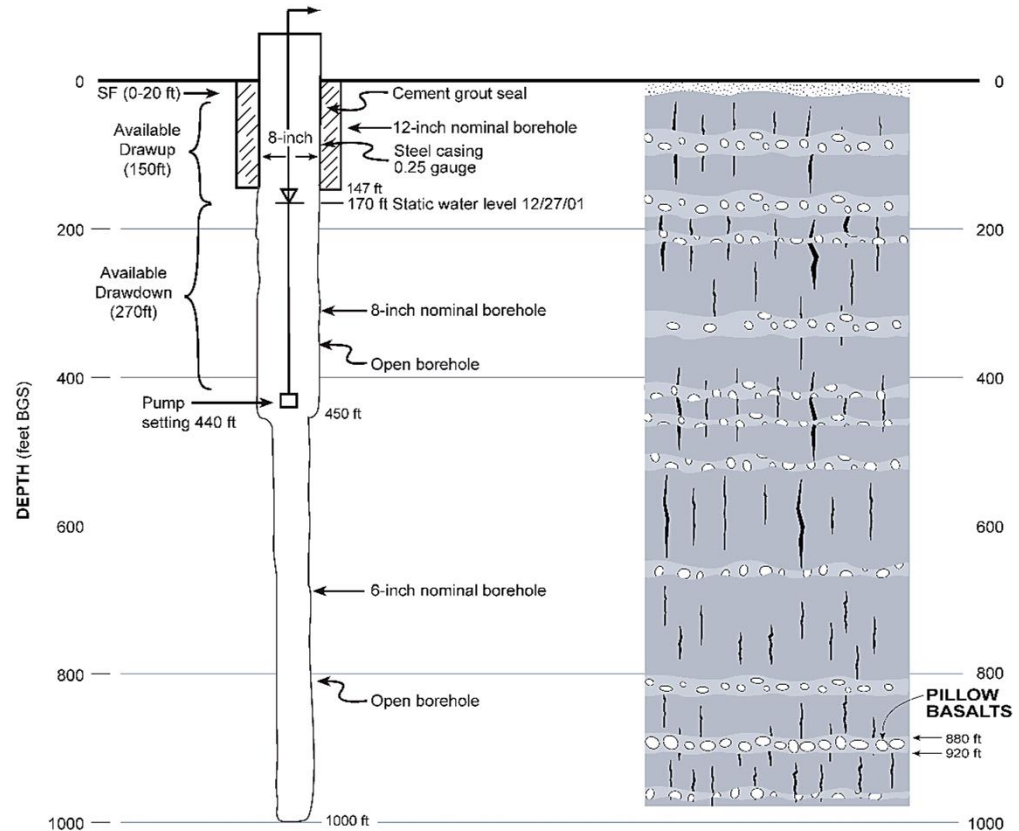 0
SF (0-20 ft)
Available
Drawup
(150ft)
8-inch
Cement grout seal
12-inch nominal borehole
Steel casing
0.25 gauge
147 ft
170 ft Static water level 12/27/01
200
Available
Drawdown
(270ft)
8-inch nominal borehole
Open borehole
400
Pump
setting 440 ft
450 ft
DEPTH (feet BGS)
600
6-inch nominal borehole
800
Open borehole
1000
1000 ft
0
200
400
600
800
PILLOW
BASALTS
880 ft
920 ft
1000